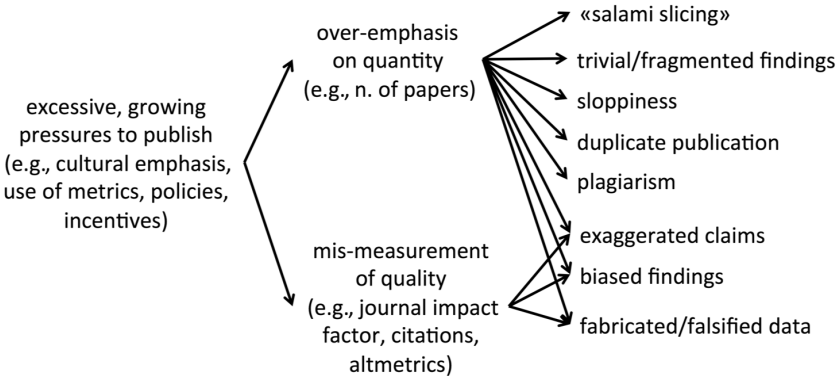 excessive, growing
pressures to publish
(e.g., cultural emphasis,
use of metrics, policies,
incentives)
over-emphasis
on quantity
(e.g., n. of papers)
mis-measurement
of quality
(e.g., journal impact
factor, citations,
altmetrics)
«salami slicing»
trivial/fragmented findings
sloppiness
duplicate publication
plagiarism
exaggerated claims
biased findings
fabricated/falsified data